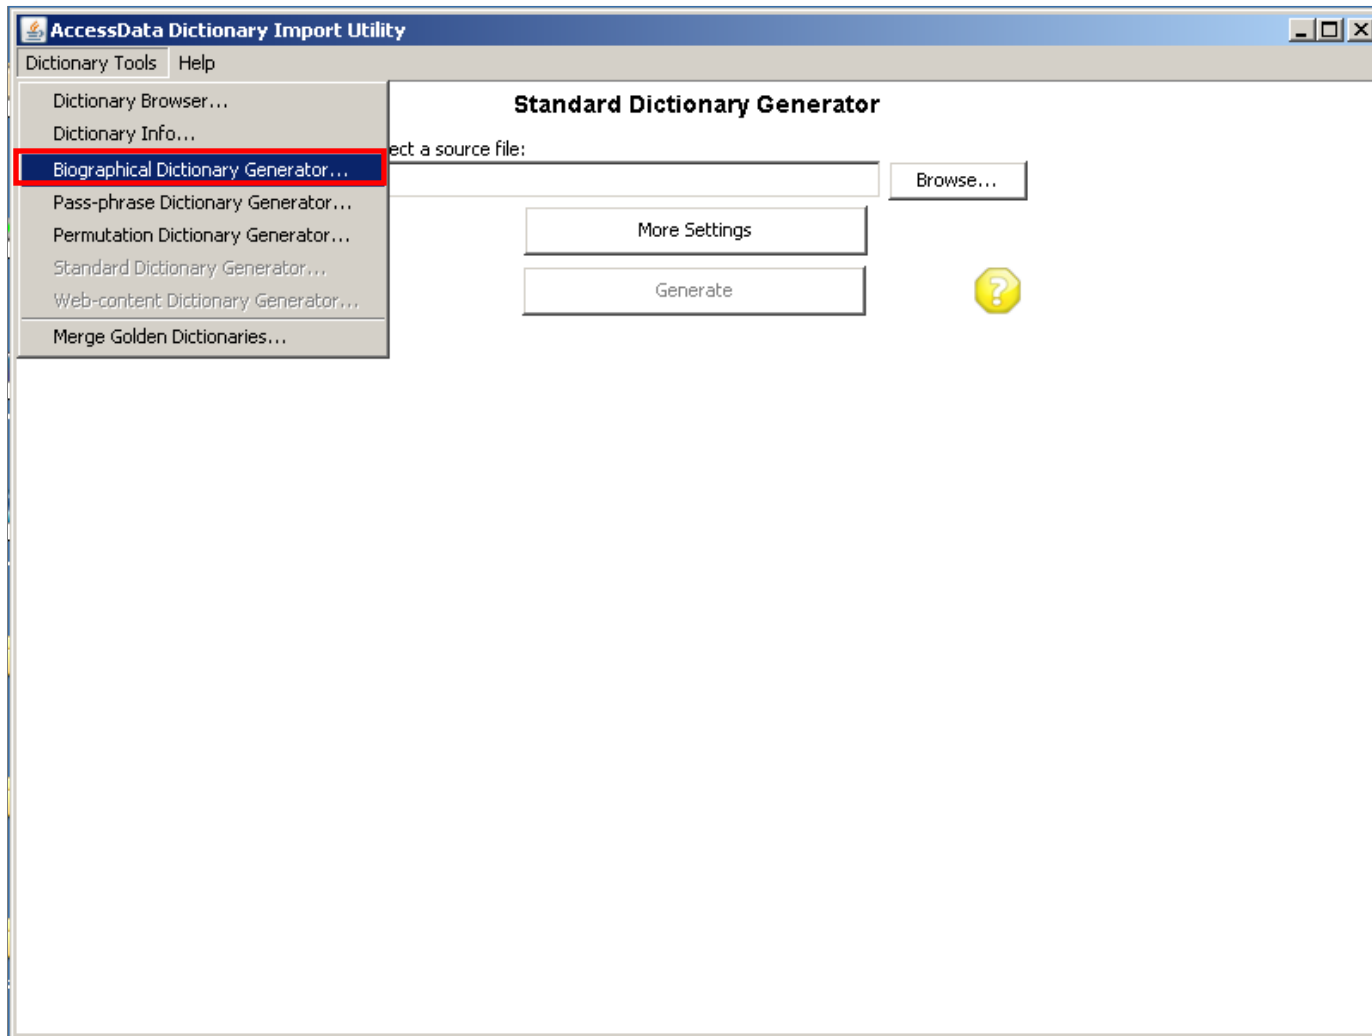 AccessData Dictionary Import Utility
Dictionary Tools Help
Dictionary Browser...
Dictionary Info...
Biographical Dictionary Generator...
Pass-phrase Dictionary Generator...
Permutation Dictionary Generator...
Standard Dictionary Generator...
Web-content Dictionary Generator...
Merge Golden Dictionaries...
Standard Dictionary Generator
ect a source file:
Browse...
More Settings
Generate
?